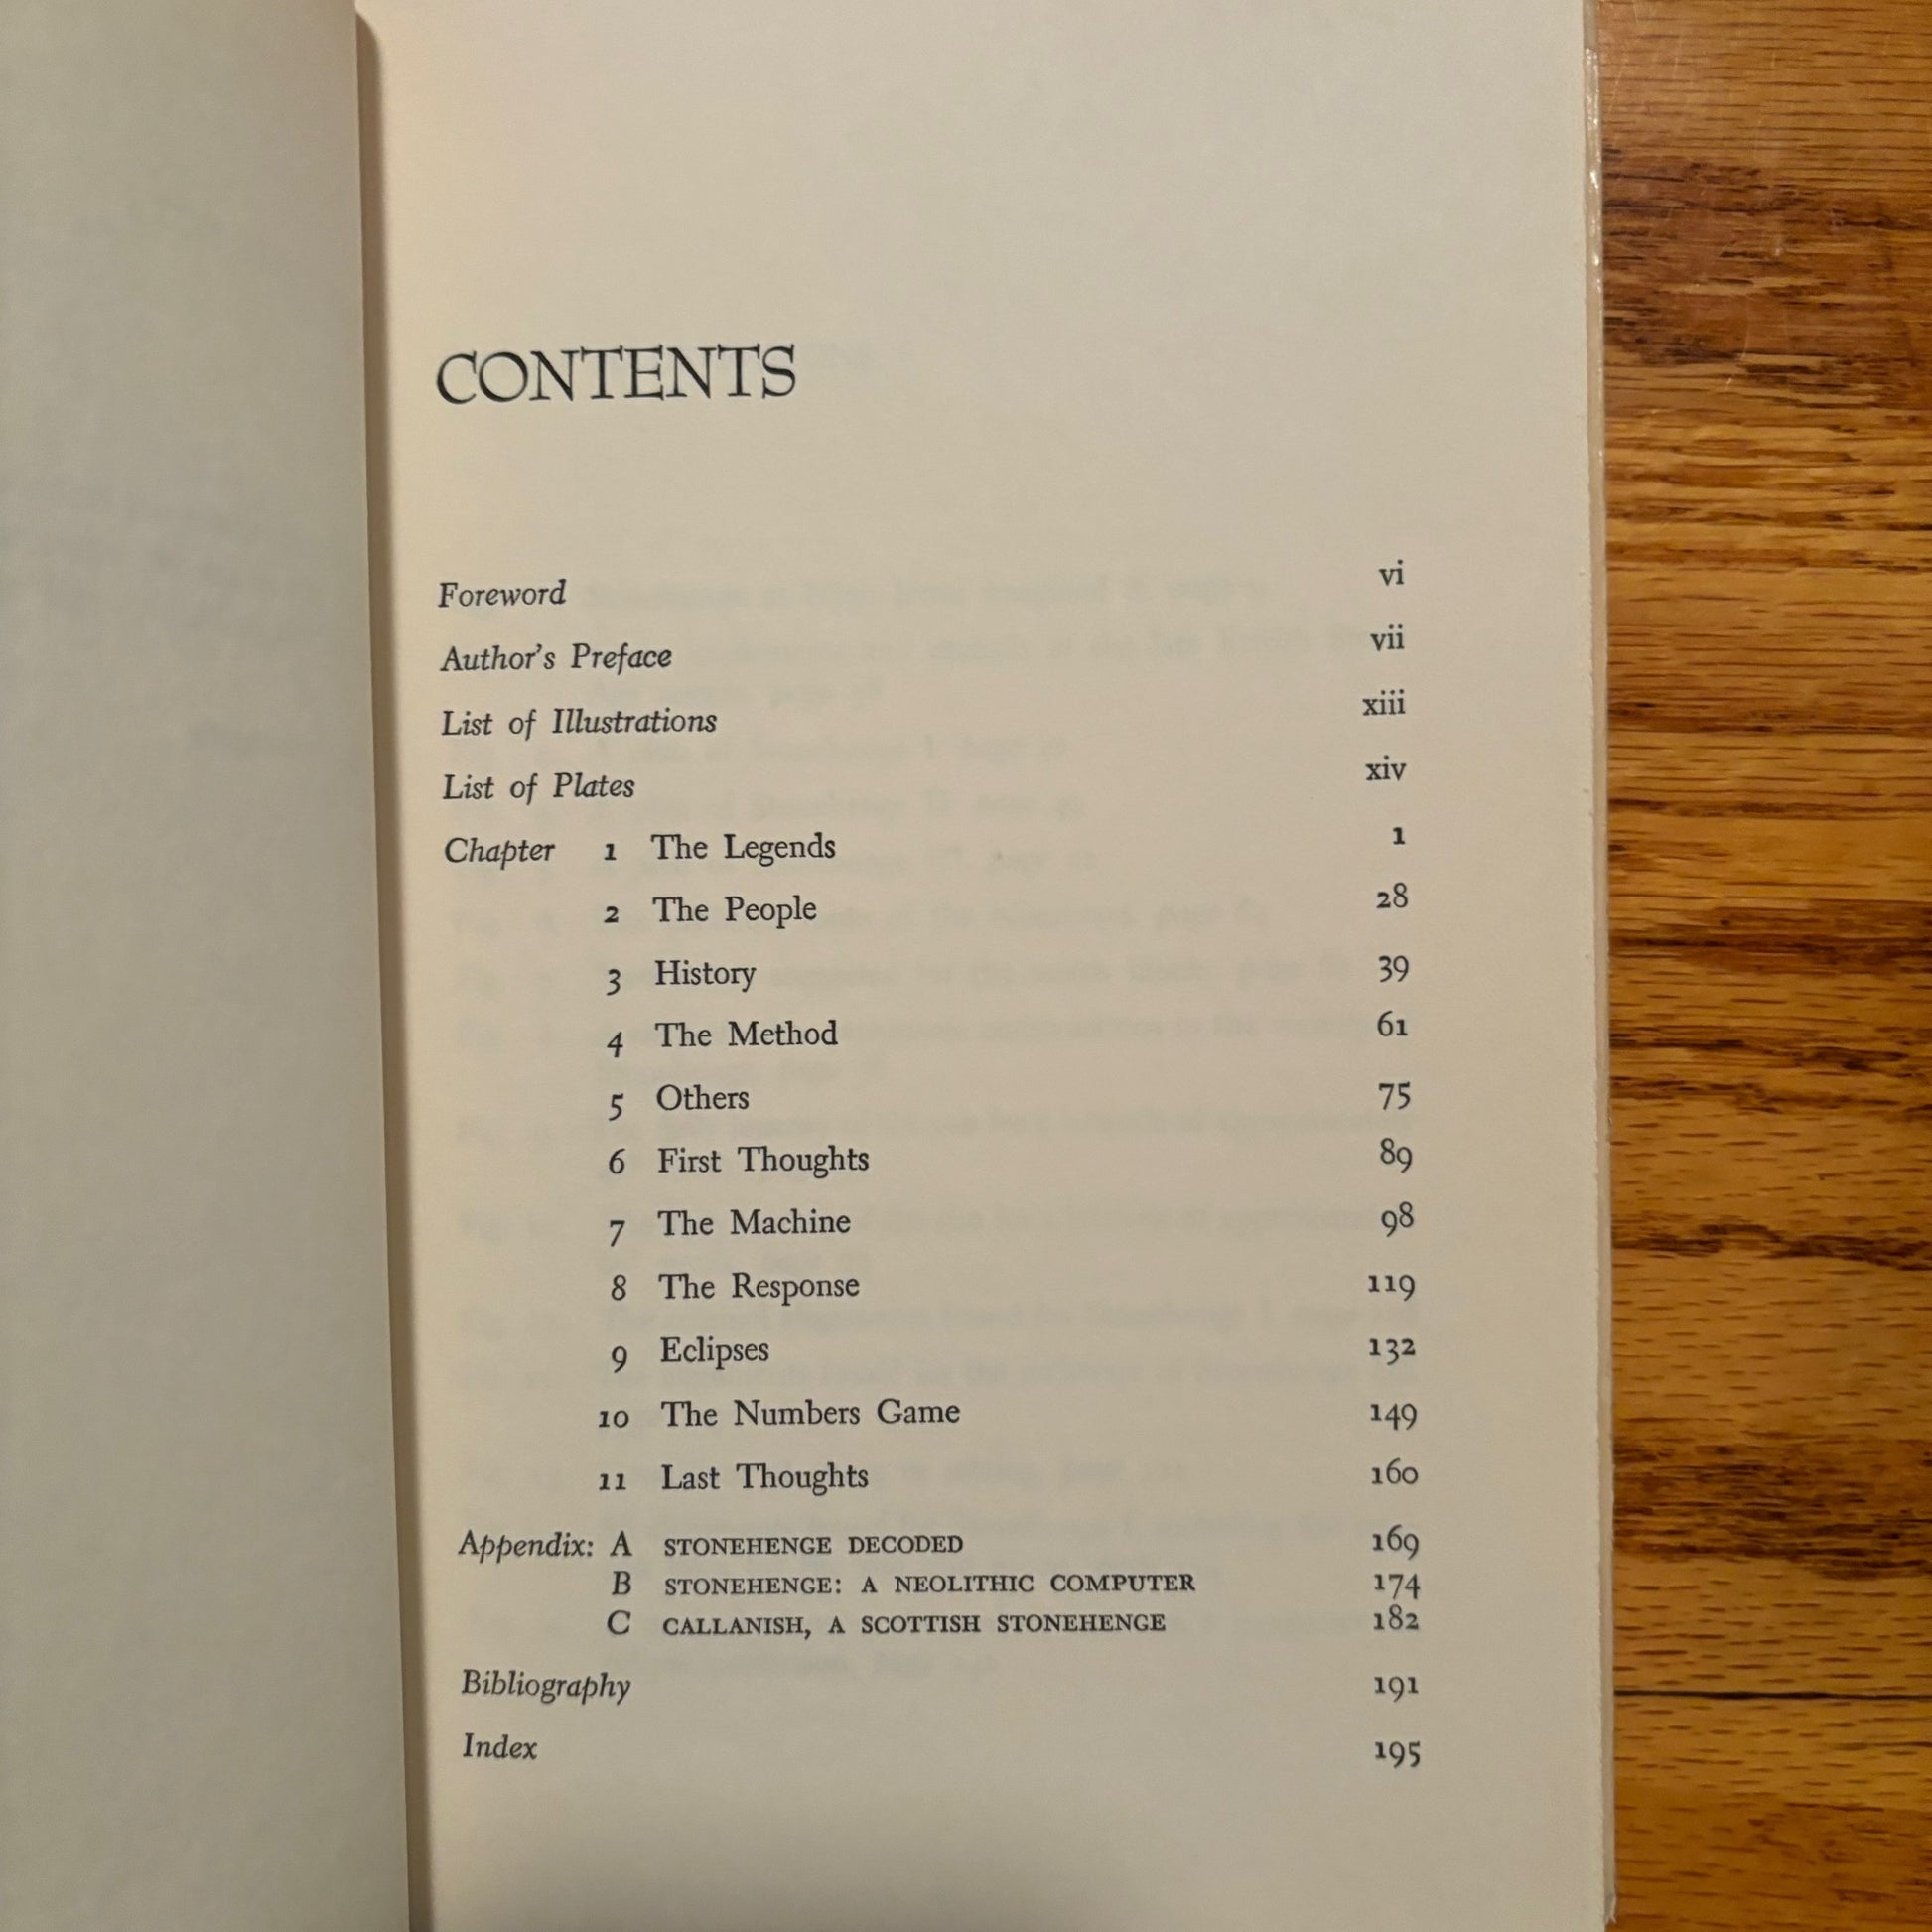 CONTENTS
Foreword vi
Author's Preface vii
List of Illustrations xiii
List of Plates xiv
Chapter 1 The Legends 1
2 The People 28
3 History 39
4 The Method 61
5 Others 75
6 First Thoughts 89
7 The Machine 98
8 The Response 119
9 Eclipses 132
10 The Numbers Game 149
11 Last Thoughts 160
Appendix: A STONEHENGE DECODED 169
B STONEHENGE: A NEOLITHIC COMPUTER 174
C CALLANISH, A SCOTTISH STONEHENGE 182
Bibliography 191
Index 195